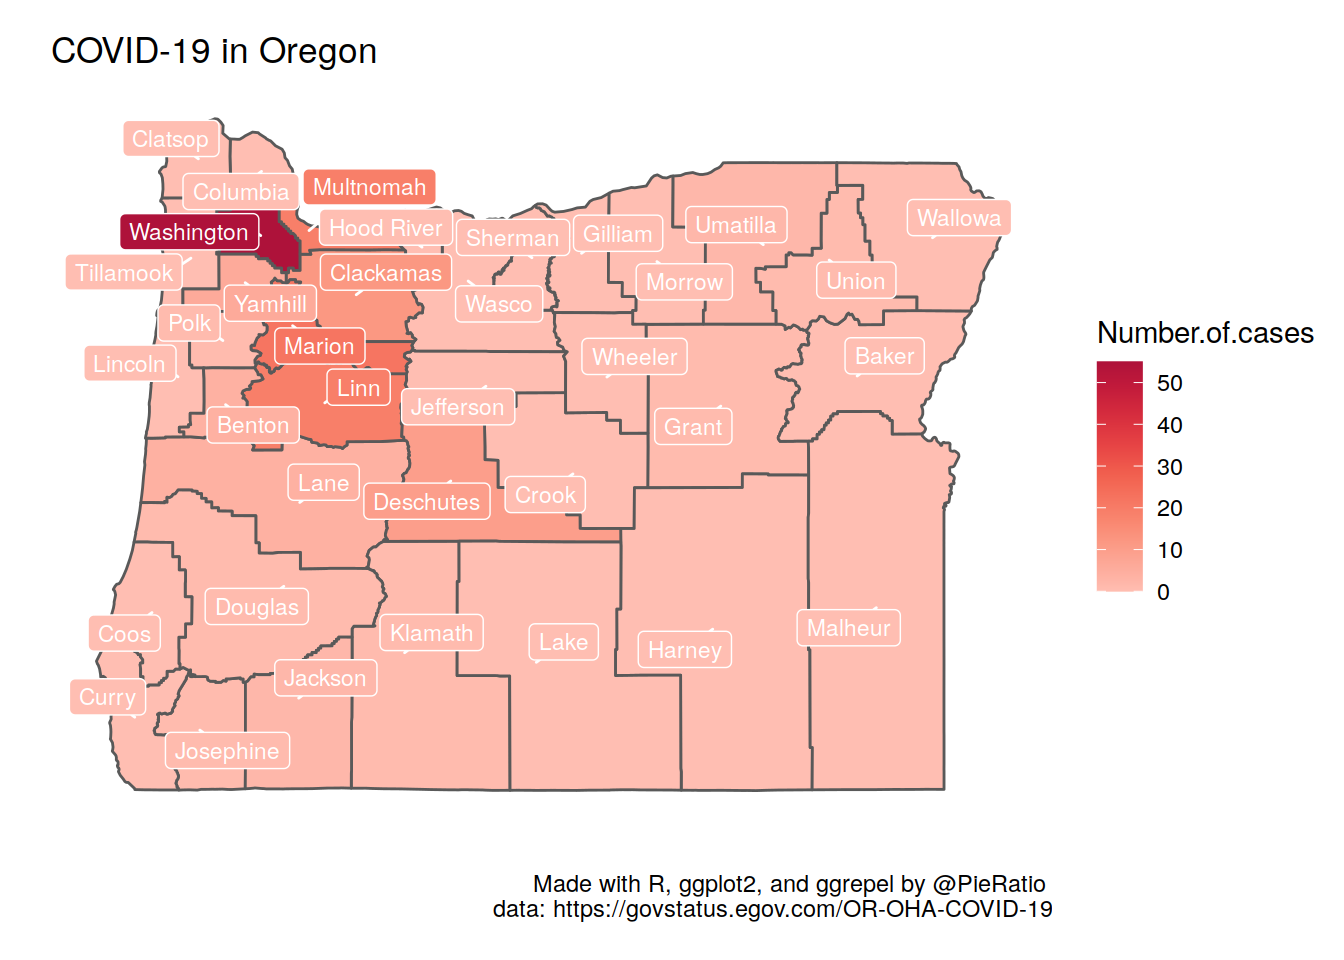 COVID-19 in Oregon
Clatsop
Columbia
Multnomah
Washington
Hood River
Sherman
Gilliam
Umatilla
Wallowa
Tillamook
Clackamas
Morrow
Union
Yamhill
Wasco
Polk
Marion
Wheeler
Baker
Lincoln
Linn
Jefferson
Benton
Grant
Lane
Deschutes
Crook
Douglas
Coos
Klamath
Lake
Harney
Malheur
Jackson
Curry
Josephine
Number.of.cases
50
40
30
20
10
0
Made with R, ggplot2, and ggrepel by @PieRatio
data: https://govstatus.egov.com/OR-OHA-COVID-19